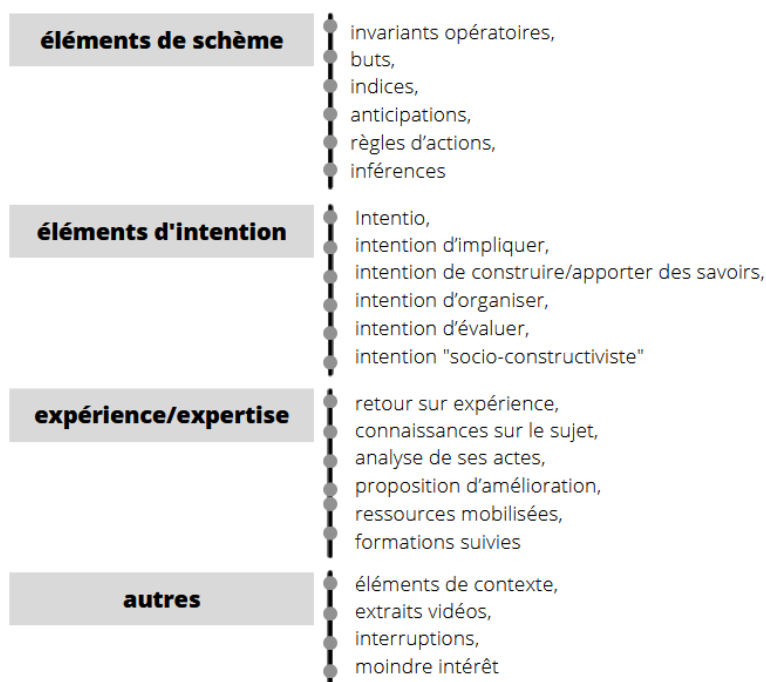 éléments de schème
invariants opératoires,
buts,
indices,
anticipations,
règles d’actions,
inférences
éléments d'intention
Intentio,
intention d’impliquer,
intention de construire/apporter des savoirs,
intention d’organiser,
intention d’évaluer,
intention "socio-constructiviste"
expérience/expertise
retour sur expérience,
connaissances sur le sujet,
analyse de ses actes,
proposition d’amélioration,
ressources mobilisées,
formations suivies
autres
éléments de contexte,
extraits vidéos,
interruptions,
moindre intérêt